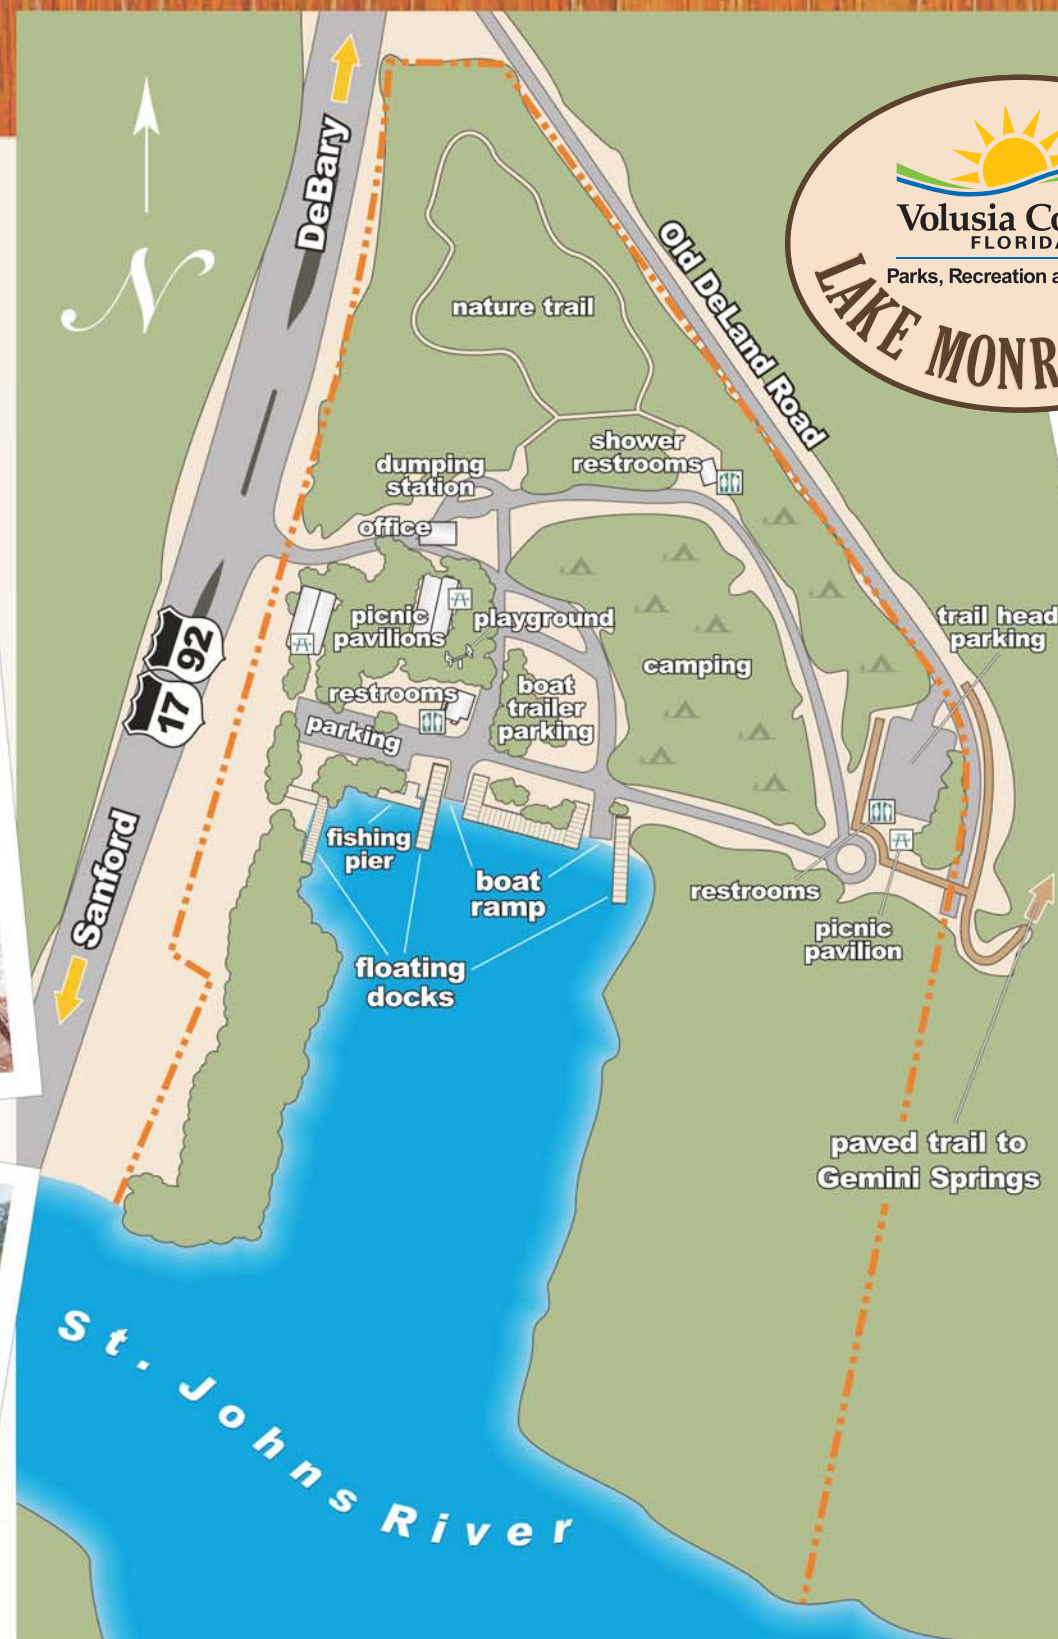 DeBary
N
Volusia
FLORIDA
Parks, Recreation
LAKE
Old DeLand Road
nature trail
shower
restrooms
dumping
station
office
picnic
pavilions
playground
trail head
parking
camping
92
17
restrooms
boat
trailer
parking
parking
Sanford
fishing
pier
boat
ramp
restrooms
picnic
pavilion
floating
docks
paved trail to
Gemini Springs
St. Johns River